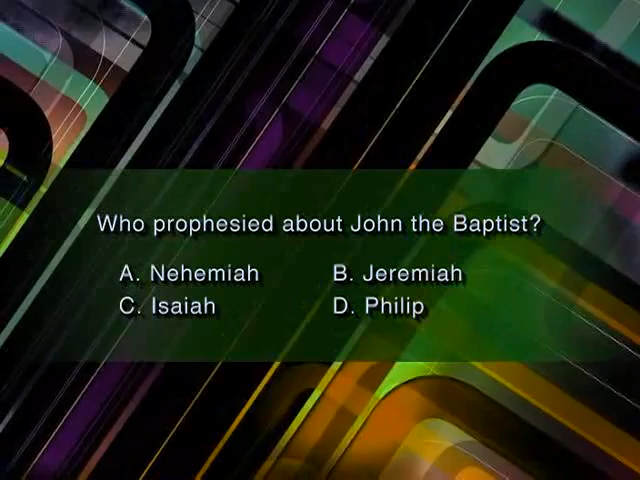 Who prophesied about John the Baptist?
A. Nehemiah B. Jeremiah
C. Isaiah D. Philip